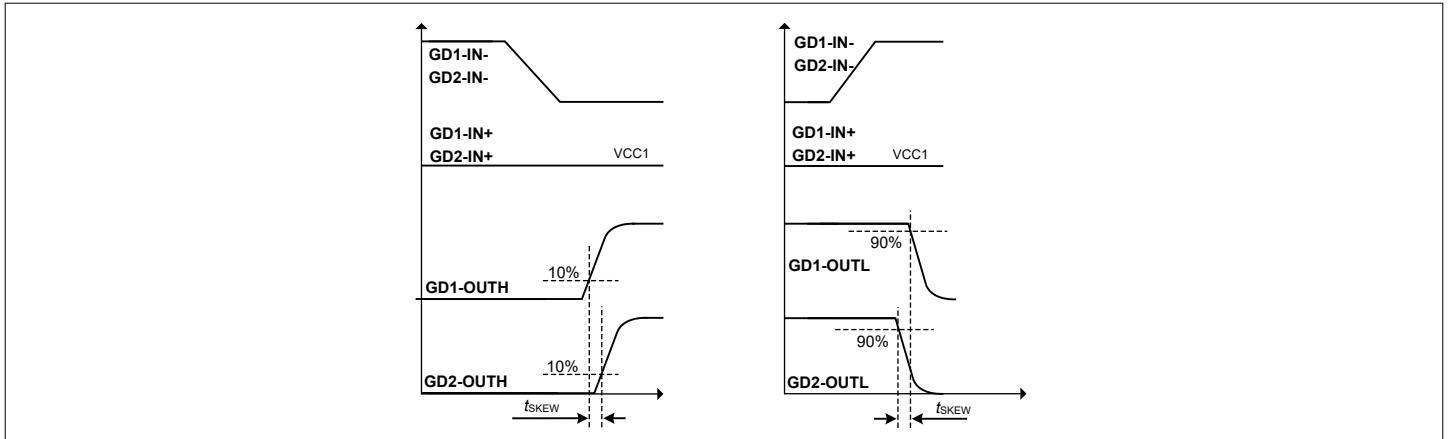 GD1-IN-
GD2-IN-
GD1-IN+
GD2-IN+
VCC1
10%
GD1-OUTH
10%
GD2-OUTH
tSKEW
GD1-IN-
GD2-IN-
GD1-IN+
GD2-IN+
VCC1
90%
GD1-OUTL
90%
GD2-OUTL
tSKEW